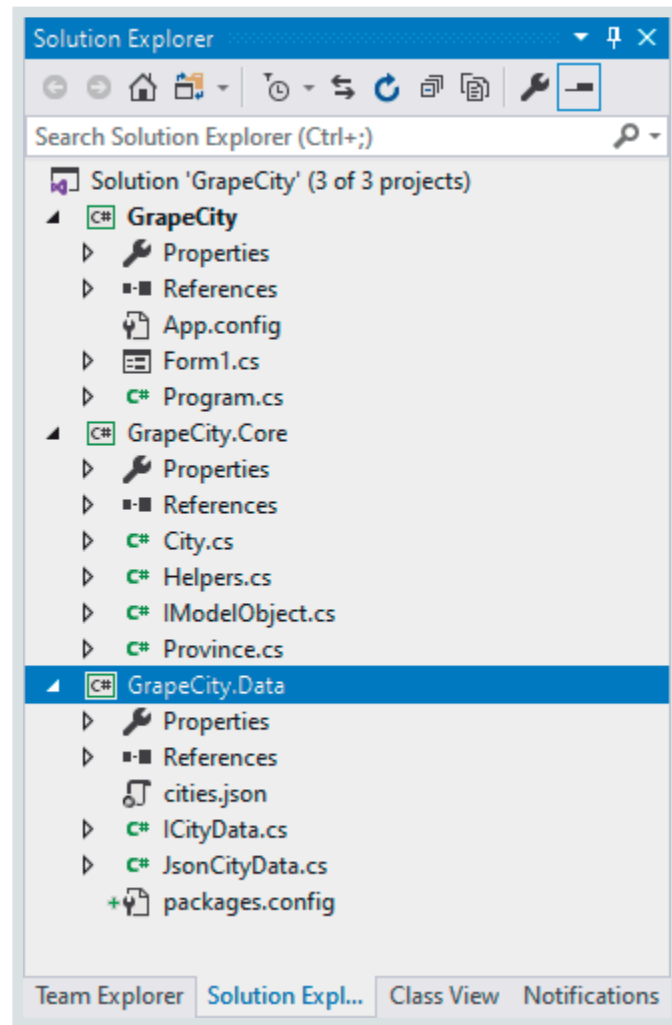 Solution Explorer
Search Solution Explorer (Ctrl+;)
Solution 'GrapeCity' (3 of 3 projects)
C# GrapeCity
Properties
References
App.config
Form1.cs
C# Program.cs
C# GrapeCity.Core
Properties
References
C# City.cs
C# Helpers.cs
C# IModelObject.cs
C# Province.cs
C# GrapeCity.Data
Properties
References
cities.json
C# ICityData.cs
C# JsonCityData.cs
+ packages.config
Team Explorer Solution Expl... Class View Notifications